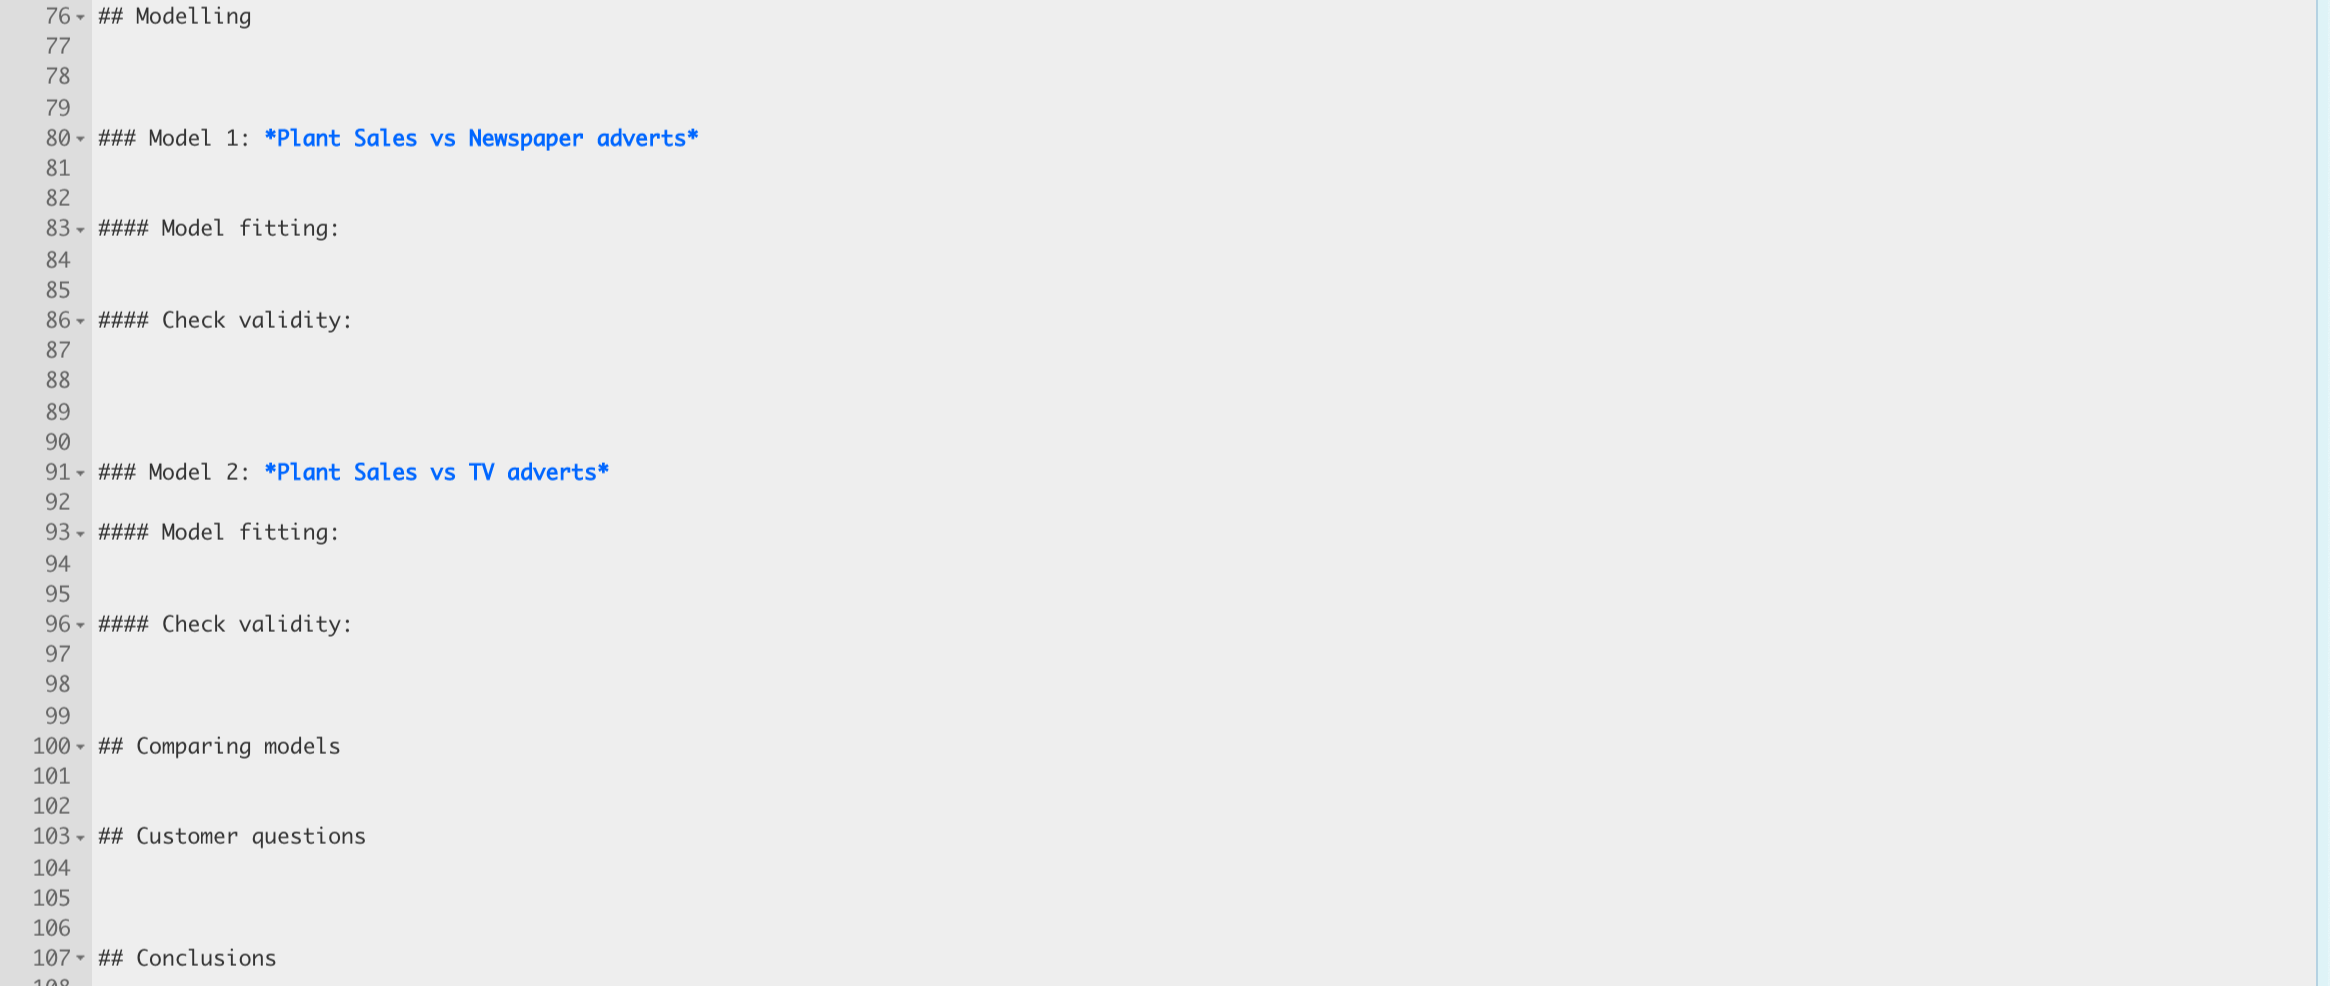 76 ## Modelling
77
78
79
80 ### Model 1: *Plant Sales vs Newspaper adverts*
81
82
83 #### Model fitting:
84
85
86 #### Check validity:
87
88
89
90
91 ### Model 2: *Plant Sales vs TV adverts*
92
93 #### Model fitting:
94
95
96 #### Check validity:
97
98
99
100 ## Comparing models
101
102
103 ## Customer questions
104
105
106
107 ## Conclusions
108